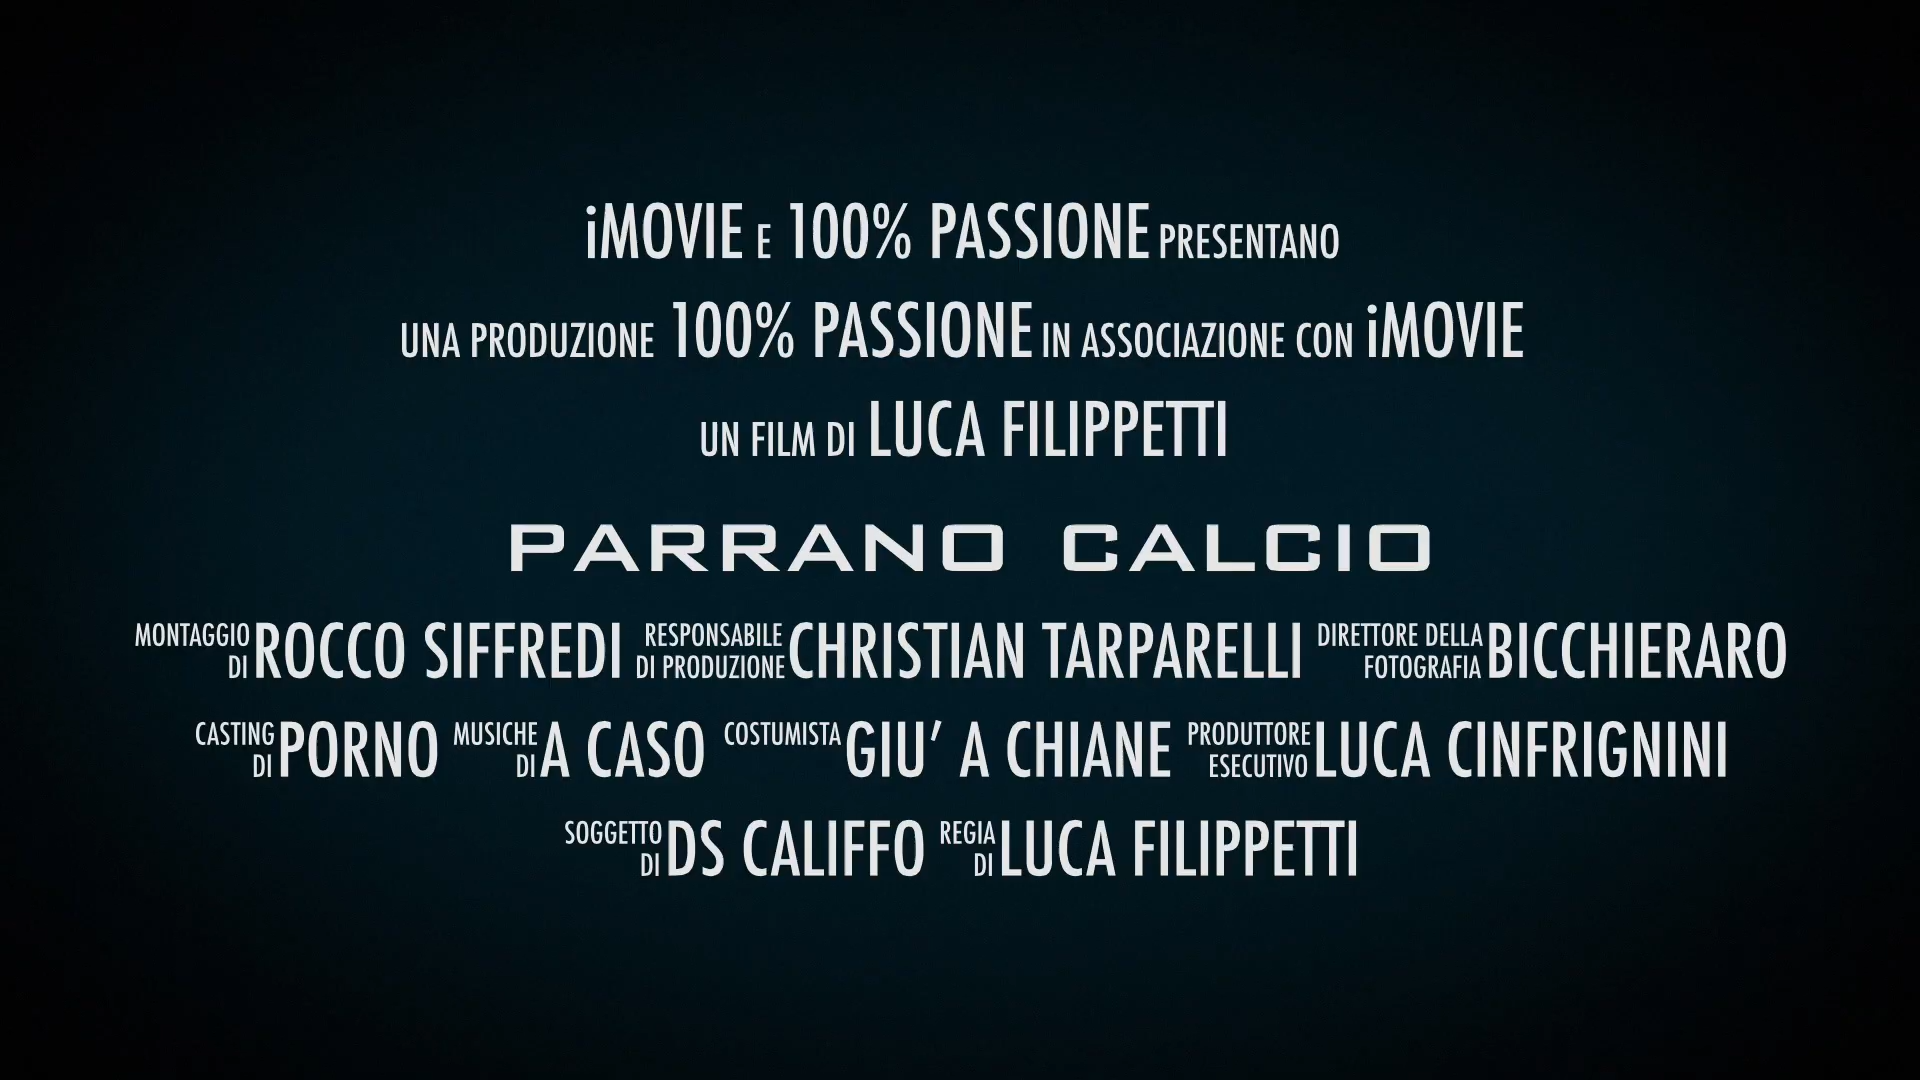 iMOVIE E 100% PASSIONE PRESENTANO
UNA PRODUZIONE 100% PASSIONE IN ASSOCIAZIONE CON iMOVIE
UN FILM DI LUCA FILIPPETTI
PARRANO CALCIO
MONTAGGIO DI ROCCO SIFFREDI RESPONSABILE DI PRODUZIONE CHRISTIAN TARPARELLI DIRETTORE DELLA FOTOGRAFIA BICCHIERARO
CASTING DI PORNO MUSICHE DI A CASO COSTUMISTA GIU' A CHIANE PRODUTTORE ESECUTIVO LUCA CINFRIGNINI
SOGGETTO DI DS CALIFFO REGIA DI LUCA FILIPPETTI